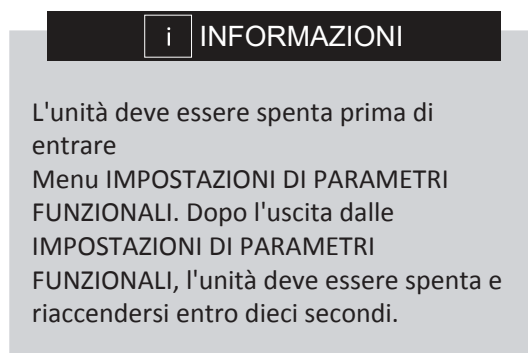 i INFORMAZIONI
L'unità deve essere spenta prima di
entrare
Menu IMPOSTAZIONI DI PARAMETRI
FUNZIONALI. Dopo l'uscita dalle
IMPOSTAZIONI DI PARAMETRI
FUNZIONALI, l'unità deve essere spenta e
riaccendersi entro dieci secondi.